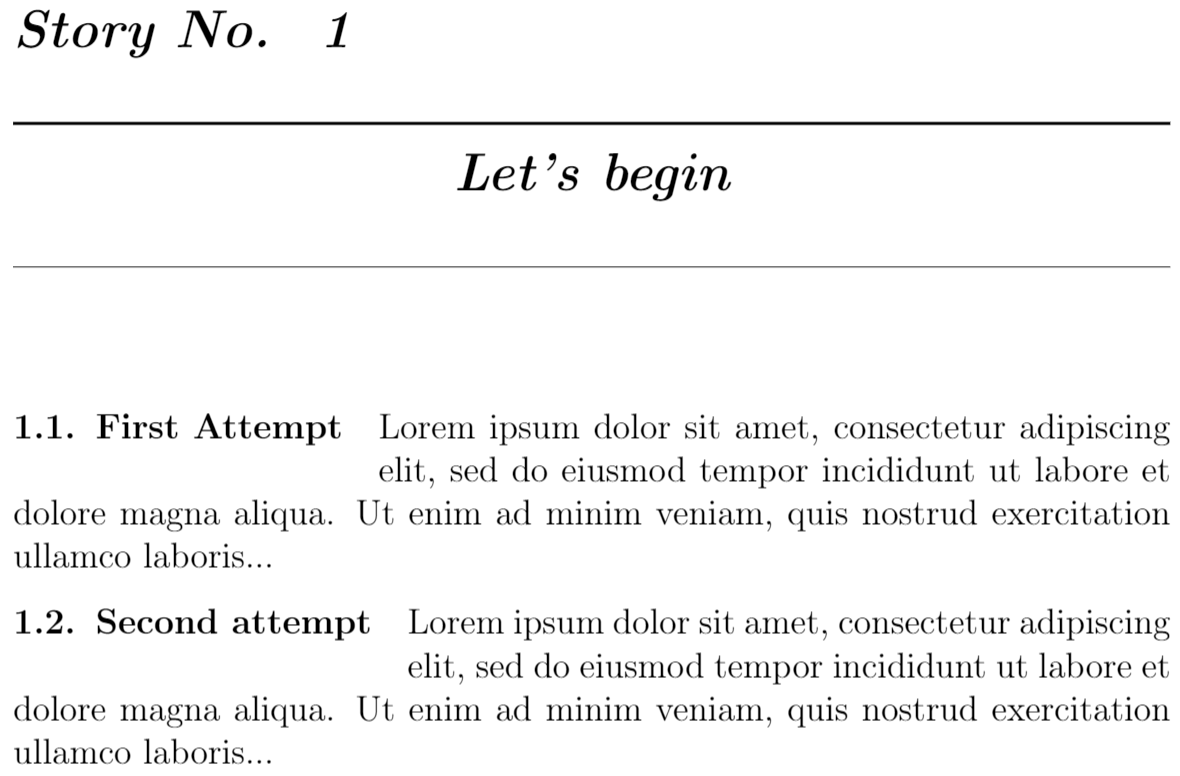 Story No. 1
Let's begin
1.1. First Attempt Lorem ipsum dolor sit amet, consectetur adipiscing
elit, sed do eiusmod tempor incididunt ut labore et
dolore magna aliqua. Ut enim ad minim veniam, quis nostrud exercitation
ullamco laboris...
1.2. Second attempt Lorem ipsum dolor sit amet, consectetur adipiscing
elit, sed do eiusmod tempor incididunt ut labore et
dolore magna aliqua. Ut enim ad minim veniam, quis nostrud exercitation
ullamco laboris...